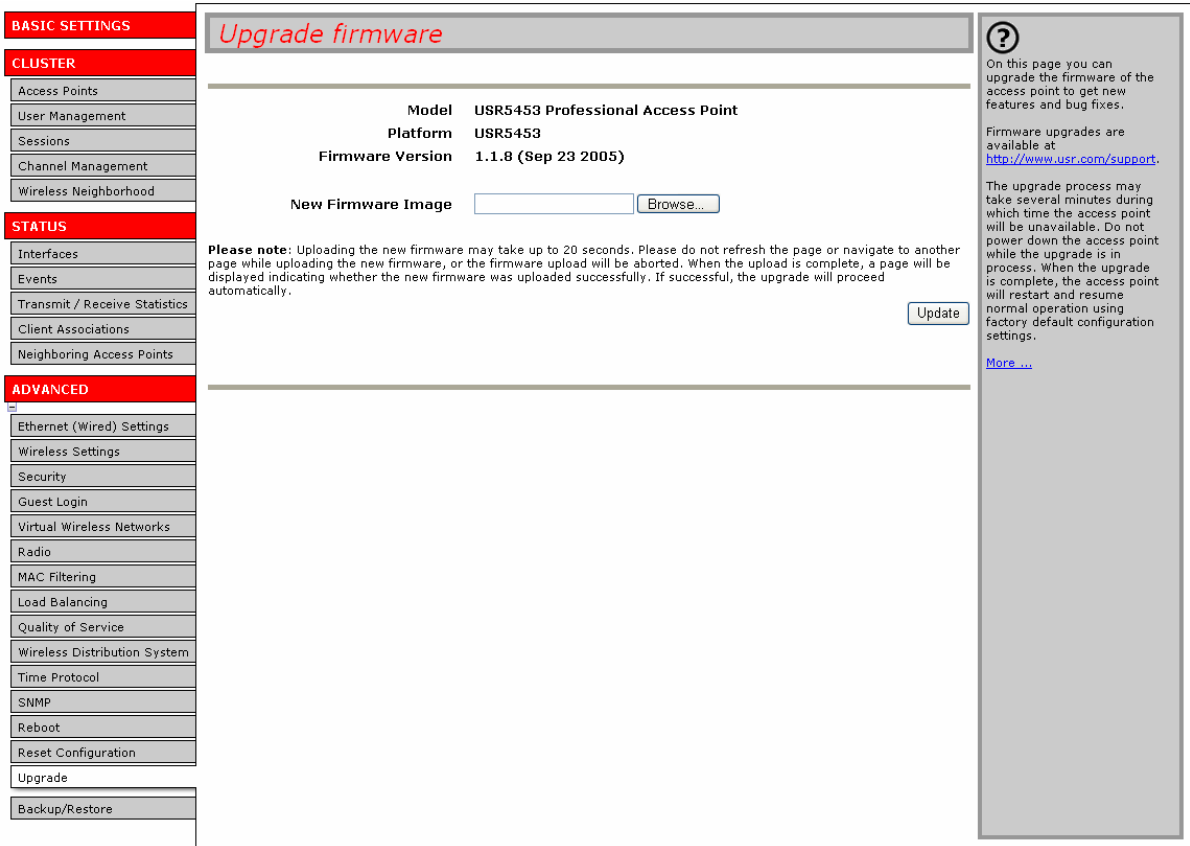 BASIC SETTINGS
CLUSTER
Access Points
User Management
Sessions
Channel Management
Wireless Neighborhood
STATUS
Interfaces
Events
Transmit / Receive Statistics
Client Associations
Neighboring Access Points
ADVANCED
Ethernet (Wired) Settings
Wireless Settings
Security
Guest Login
Virtual Wireless Networks
Radio
MAC Filtering
Load Balancing
Quality of Service
Wireless Distribution System
Time Protocol
SNMP
Reboot
Reset Configuration
Upgrade
Backup/Restore
Upgrade firmware
Model USR5453 Professional Access Point
Platform USR5453
Firmware Version 1.1.8 (Sep 23 2005)
New Firmware Image Browse...
Please note: Uploading the new firmware may take up to 20 seconds. Please do not refresh the page or navigate to another
page while uploading the new firmware, or the firmware upload will be aborted. When the upload is complete, a page will be
displayed indicating whether the new firmware was uploaded successfully. If successful, the upgrade will proceed
automatically.
Update
?
On this page you can
upgrade the firmware of the
access point to get new
features and bug fixes.
Firmware upgrades are
available at
http://www.usr.com/support.
The upgrade process may
take several minutes during
which time the access point
will be unavailable. Do not
power down the access point
while the upgrade is in
process. When the upgrade
is complete, the access point
will restart and resume
normal operation using
factory default configuration
settings.
More ...